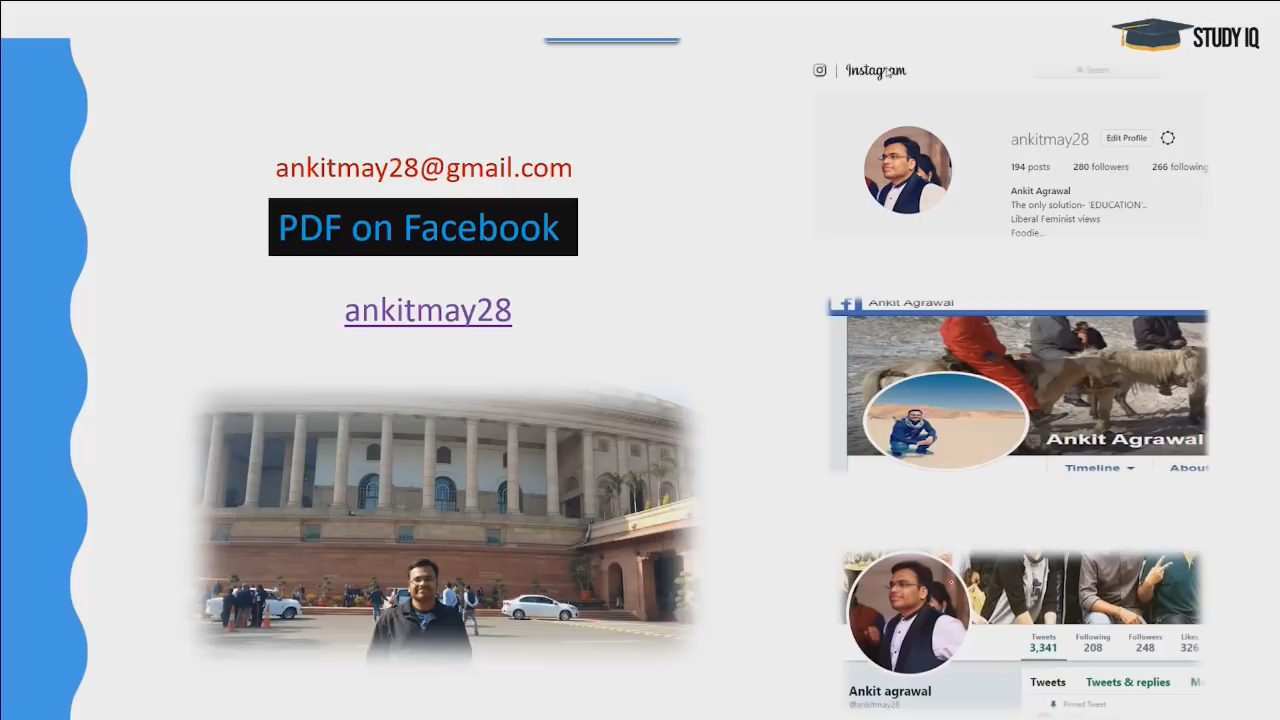 STUDY IQ
ankitmay28@gmail.com
PDF on Facebook
ankitmay28
Instagram
Search
ankitmay28 Edit Profile
194 posts 280 followers 266 following
Ankit Agrawal
The only solution- 'EDUCATION'..
Liberal Feminist views
Foodie...
f Ankit Agrawal
Ankit Agrawal
Timeline About
Tweets Following Followers Likes
3,341 208 248 326
Ankit agrawal
@ankitmay28
Tweets Tweets & replies
Pinned Tweet